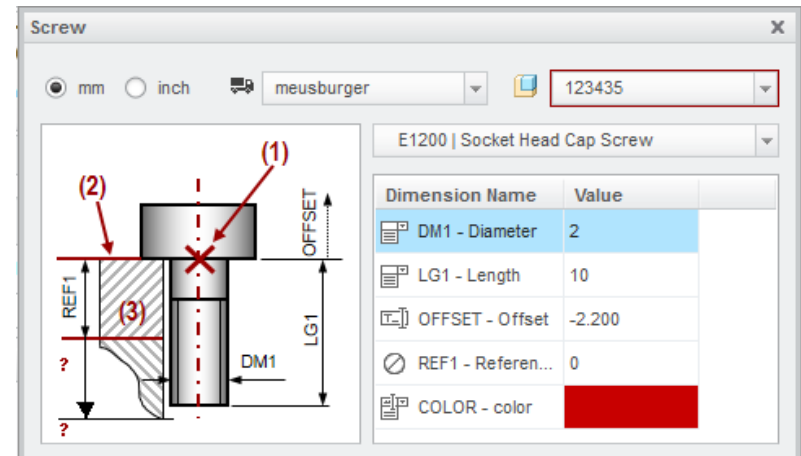 Screw
mm inch meusburger 123435
E1200 | Socket Head Cap Screw
(1)
(2)
OFFSET
REF1
(3)
LG1
?
DM1
?
Dimension Name Value
DM1 - Diameter 2
LG1 - Length 10
OFFSET - Offset -2.200
REF1 - Referen... 0
COLOR - color